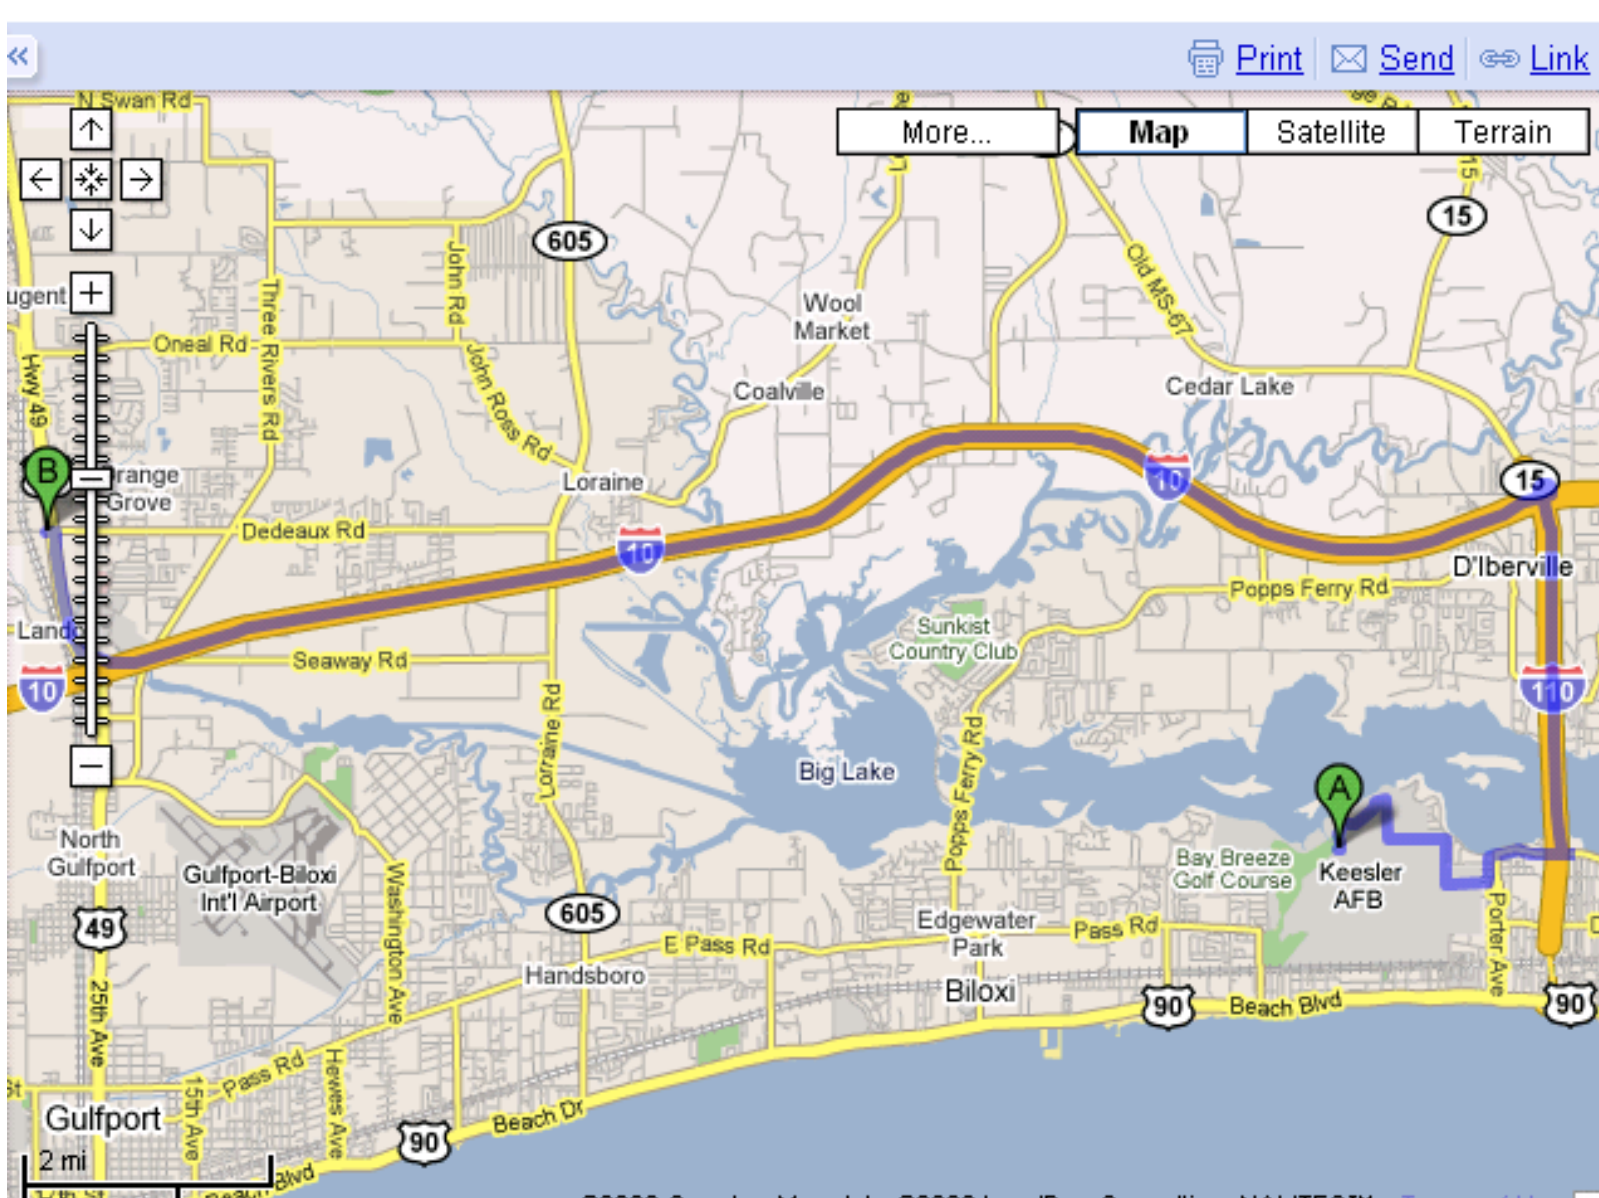 Print
Send
Link
N Swan Rd
More...
Map
Satellite
Terrain
15
15
605
John Rd
Old MS-67
ugent
Three Rivers Rd
Wool
Market
Oneal Rd
Hwy 49
John Ross Rd
Coalville
Cedar Lake
B
range
Grove
Loraine
10
15
Dedeaux Rd
10
D'Iberville
Popps Ferry Rd
Sunkist
Country Club
Seaway Rd
10
110
Lorraine Rd
Popps Ferry Rd
Big Lake
A
North
Gulfport
Gulfport-Biloxi
Int'l Airport
Washington Ave
Bay Breeze
Golf Course
Keesler
AFB
49
605
Edgewater
Park
Pass Rd
Porter Ave
E Pass Rd
Handsboro
Biloxi
90
Beach Blvd
90
25th Ave
Pass Rd
Hewes Ave
15th Ave
St
Gulfport
Beach Dr
90
2 mi
Blvd